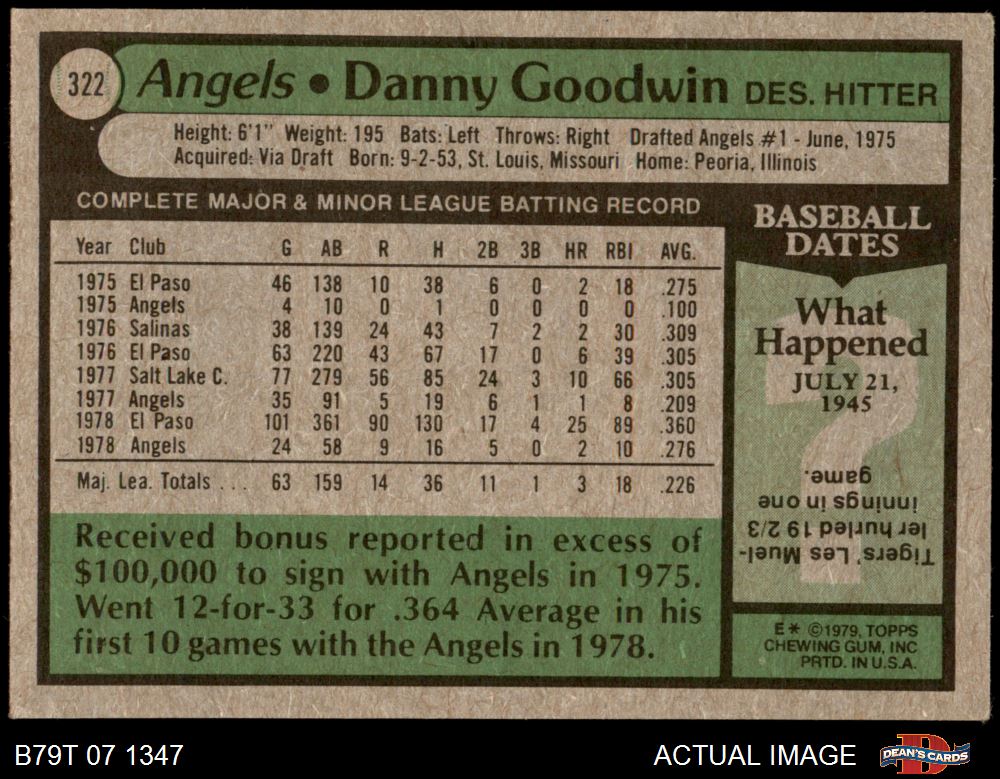 322 Angels • Danny Goodwin DES. HITTER
Height: 6'1" Weight: 195 Bats: Left Throws: Right Drafted Angels #1 - June, 1975
Acquired: Via Draft Born: 9-2-53, St. Louis, Missouri Home: Peoria, Illinois
COMPLETE MAJOR & MINOR LEAGUE BATTING RECORD
Year Club G AB R H 2B 3B HR RBI AVG.
1975 El Paso 46 138 10 38 6 0 2 18 .275
1975 Angels 4 10 0 1 0 0 0 0 .100
1976 Salinas 38 139 24 43 7 2 2 30 .309
1976 El Paso 63 220 43 67 17 0 6 39 .305
1977 Salt Lake C. 77 279 56 85 24 3 10 66 .305
1977 Angels 35 91 5 19 6 1 1 8 .209
1978 El Paso 101 361 90 130 17 4 25 89 .360
1978 Angels 24 58 9 16 5 0 2 10 .276
Maj. Lea. Totals ... 63 159 14 36 11 1 3 18 .226
Received bonus reported in excess of
$100,000 to sign with Angels in 1975.
Went 12-for-33 for .364 Average in his
first 10 games with the Angels in 1978.
BASEBALL
DATES
What
Happened
JULY 21,
1945
Tigers' Les Muel-
ler hurled 19 2/3
innings in one
game.
E* ©1979, TOPPS
CHEWING GUM, INC
PRTD. IN U.S.A.
B79T 07 1347
ACTUAL IMAGE
DEAN'S CARDS